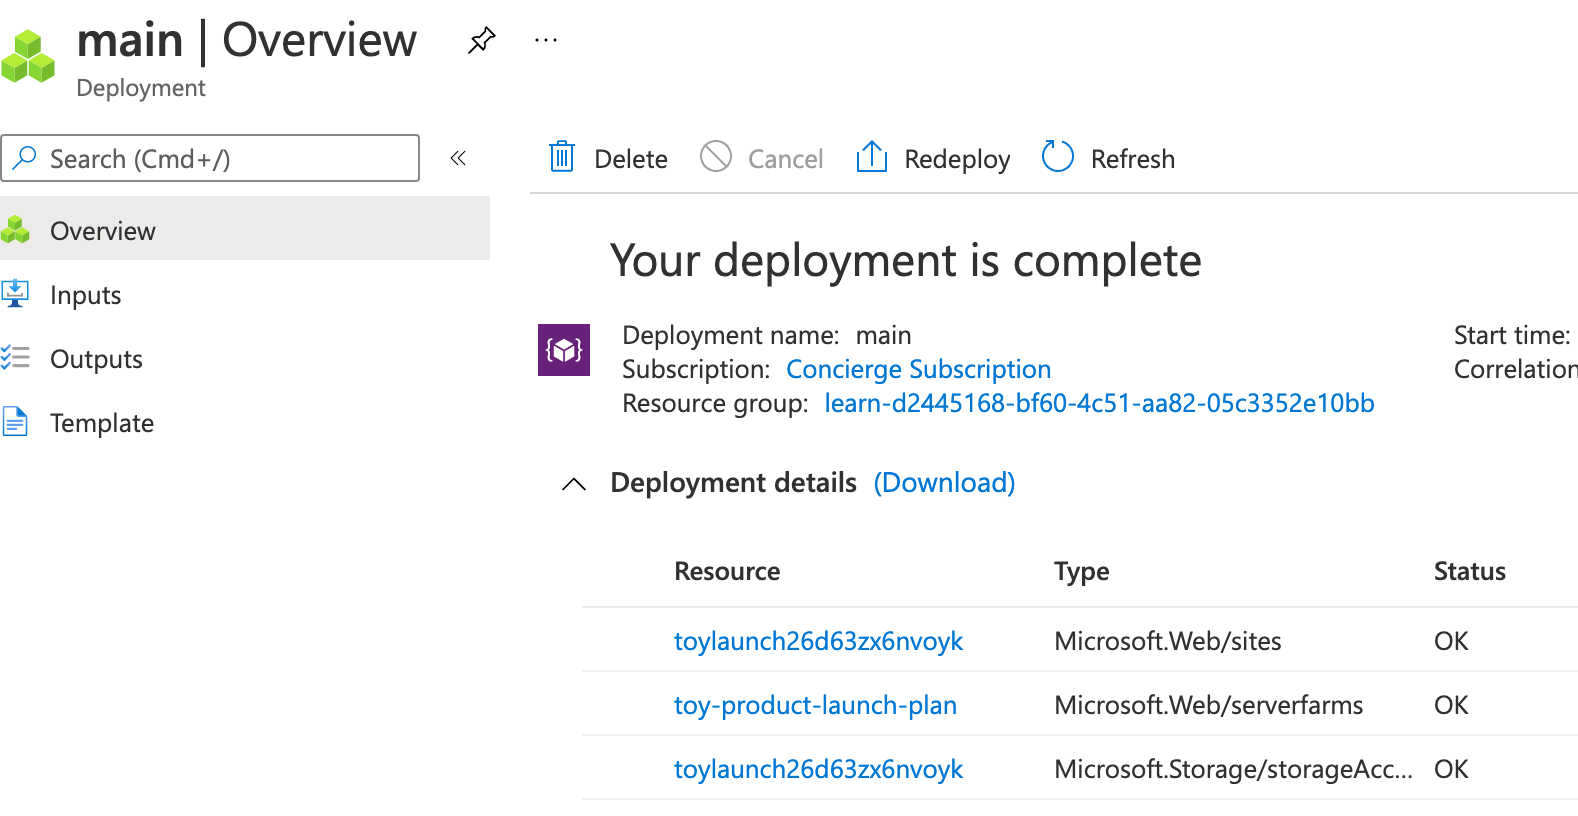 main | Overview
...
Deployment
Search (Cmd+/)
«
Delete
Cancel
Redeploy
Refresh
Overview
Inputs
Outputs
Template
Your deployment is complete
Deployment name: main
Subscription: Concierge Subscription
Resource group: learn-d2445168-bf60-4c51-aa82-05c3352e10bb
Start time:
Correlation
Deployment details (Download)
Resource Type Status
toylaunch26d63zx6nvoyk Microsoft.Web/sites OK
toy-product-launch-plan Microsoft.Web/serverfarms OK
toylaunch26d63zx6nvoyk Microsoft.Storage/storageAcc... OK